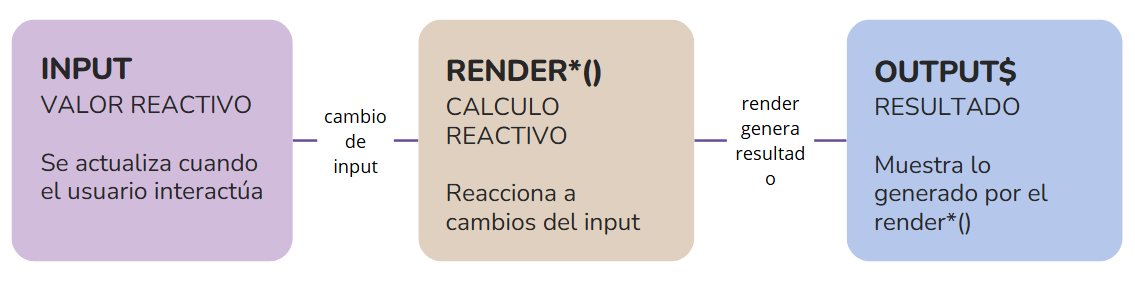 INPUT
VALOR REACTIVO
Se actualiza cuando
el usuario interactúa
cambio
de
input
RENDER*()
CALCULO
REACTIVO
Reacciona a
cambios del input
render
genera
resultad
o
OUTPUT$
RESULTADO
Muestra lo
generado por el
render*()